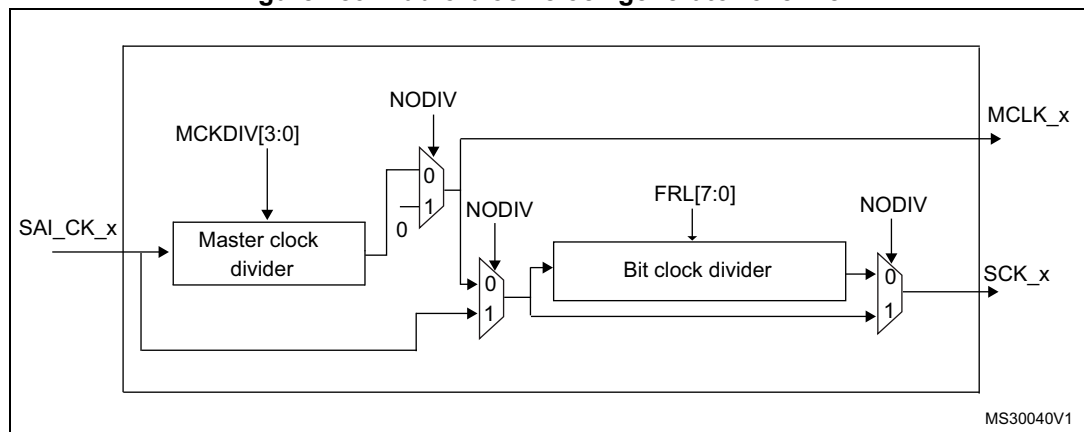 NODIV
MCLK_x
MCKDIV[3:0]
0
1
0
NODIV
FRL[7:0]
NODIV
SAI_CK_x
Master clock
divider
0
1
Bit clock divider
0
1
SCK_x
MS30040V1